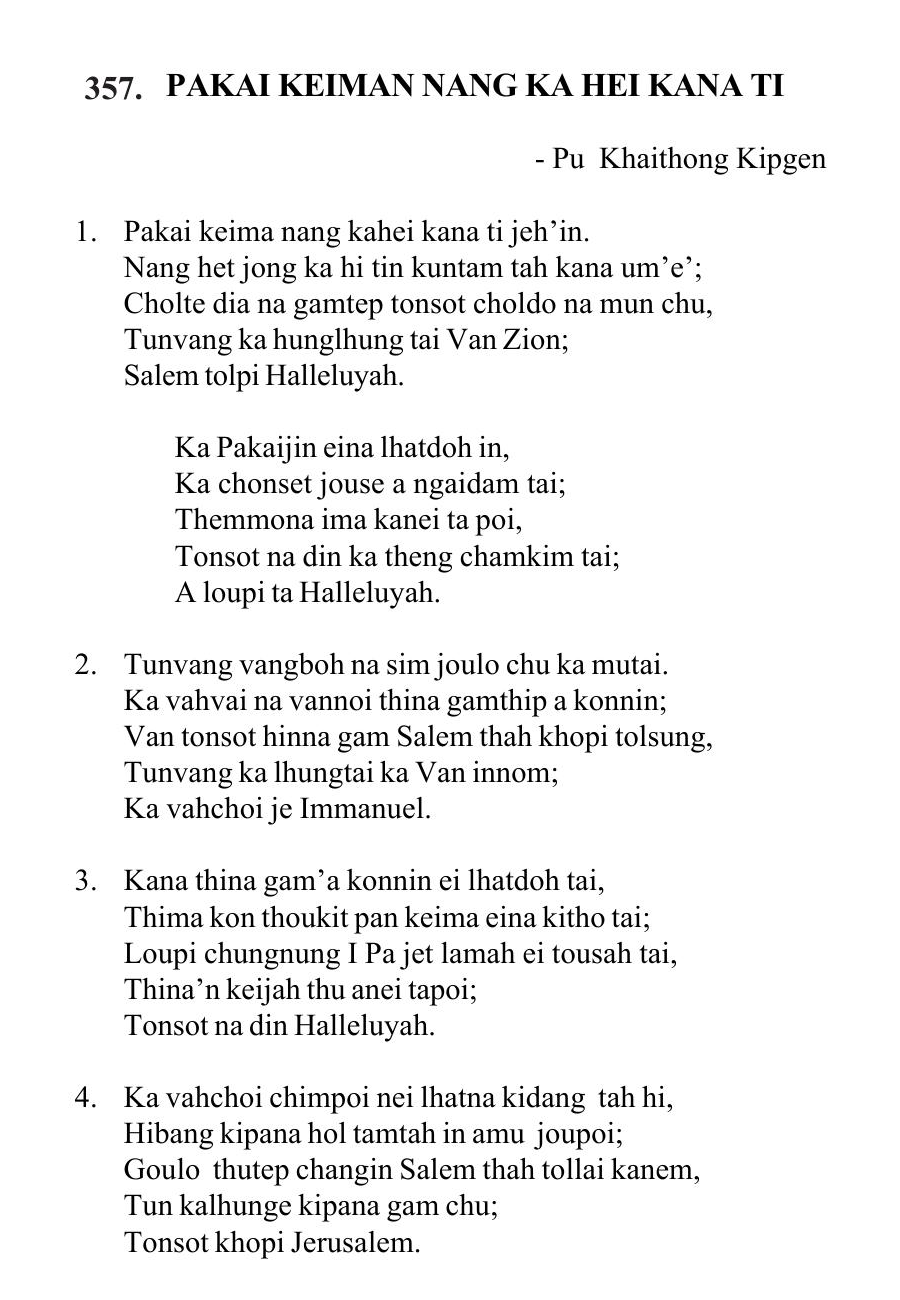 357. PAKAI KEIMAN NANG KA HEI KANA TI
- Pu Khaithong Kipgen
1. Pakai keima nang kahei kana ti jeh’in.
Nang het jong ka hi tin kuntam tah kana um’e’;
Cholte dia na gamtep tonsot choldo na mun chu,
Tunvang ka hunglhung tai Van Zion;
Salem tolpi Halleluyah.
Ka Pakaijin eina lhatdoh in,
Ka chonset jouse a ngaidam tai;
Themmona ima kanei ta poi,
Tonsot na din ka theng chamkim tai;
A loupi ta Halleluyah.
2. Tunvang vangboh na sim joulo chu ka mutai.
Ka vahvai na vannoi thina gamthip a konnin;
Van tonsot hinna gam Salem thah khopi tolsung,
Tunvang ka lhungtai ka Van innom;
Ka vahchoi je Immanuel.
3. Kana thina gam’a konnin ei lhatdoh tai,
Thima kon thoukit pan keima eina kitho tai;
Loupi chungnung I Pa jet lamah ei tousah tai,
Thina’n keijah thu anei tapoi;
Tonsot na din Halleluyah.
4. Ka vahchoi chimpoi nei lhatna kidang tah hi,
Hibang kipana hol tamtah in amu joupoi;
Goulo thutep changin Salem thah tollai kanem,
Tun kalhunge kipana gam chu;
Tonsot khopi Jerusalem.